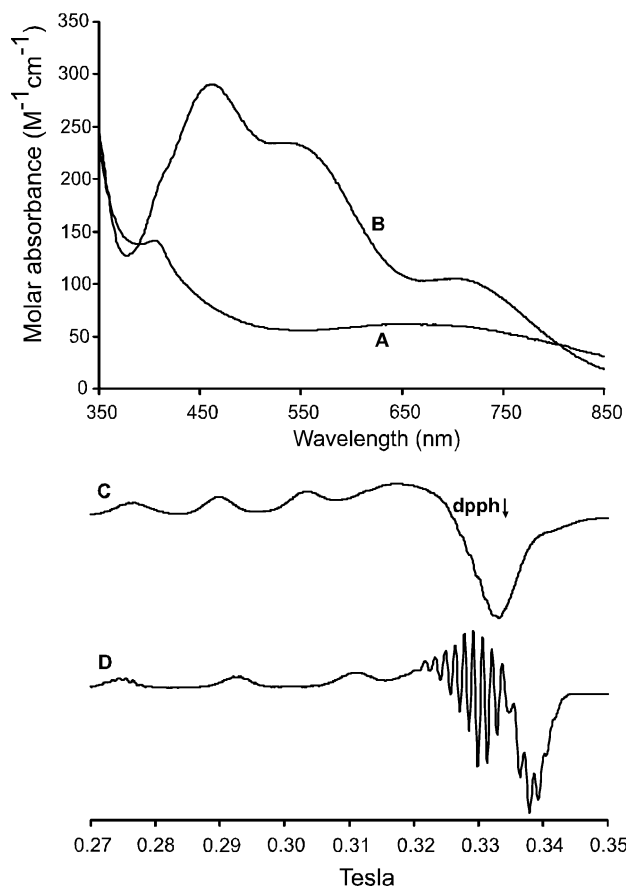 Molar absorbance (M⁻¹cm⁻¹)
350
300
250
200
150
100
50
0
B
A
350 450 550 650 750 850
Wavelength (nm)
C
dpph↓
D
0.27 0.28 0.29 0.30 0.31 0.32 0.33 0.34 0.35
Tesla